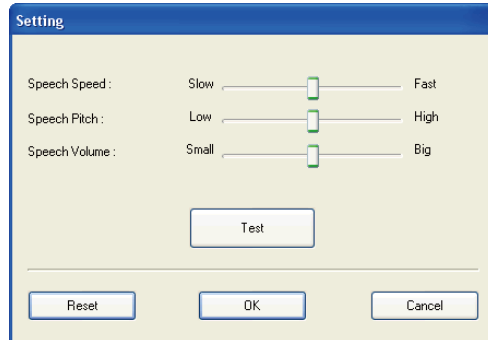 Setting
Speech Speed : Slow Fast
Speech Pitch : Low High
Speech Volume : Small Big
Test
Reset OK Cancel